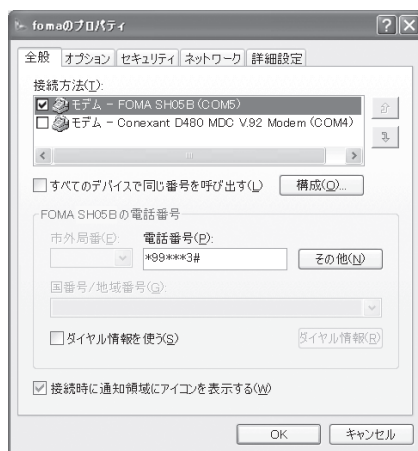 fomaのプロパティ
全般 オプション セキュリティ ネットワーク 詳細設定
接続方法(T):
モデム - FOMA SH05B (COM5)
モデム - Conexant D480 MDC V.92 Modem (COM4)
すべてのデバイスで同じ番号を呼び出す(L) 構成(O)...
FOMA SH05Bの電話番号
市外局番(E): 電話番号(P):
*99***3# その他(N)
国番号/地域番号(G):
ダイヤル情報を使う(S) ダイヤル情報(R)
接続時に通知領域にアイコンを表示する(W)
OK キャンセル